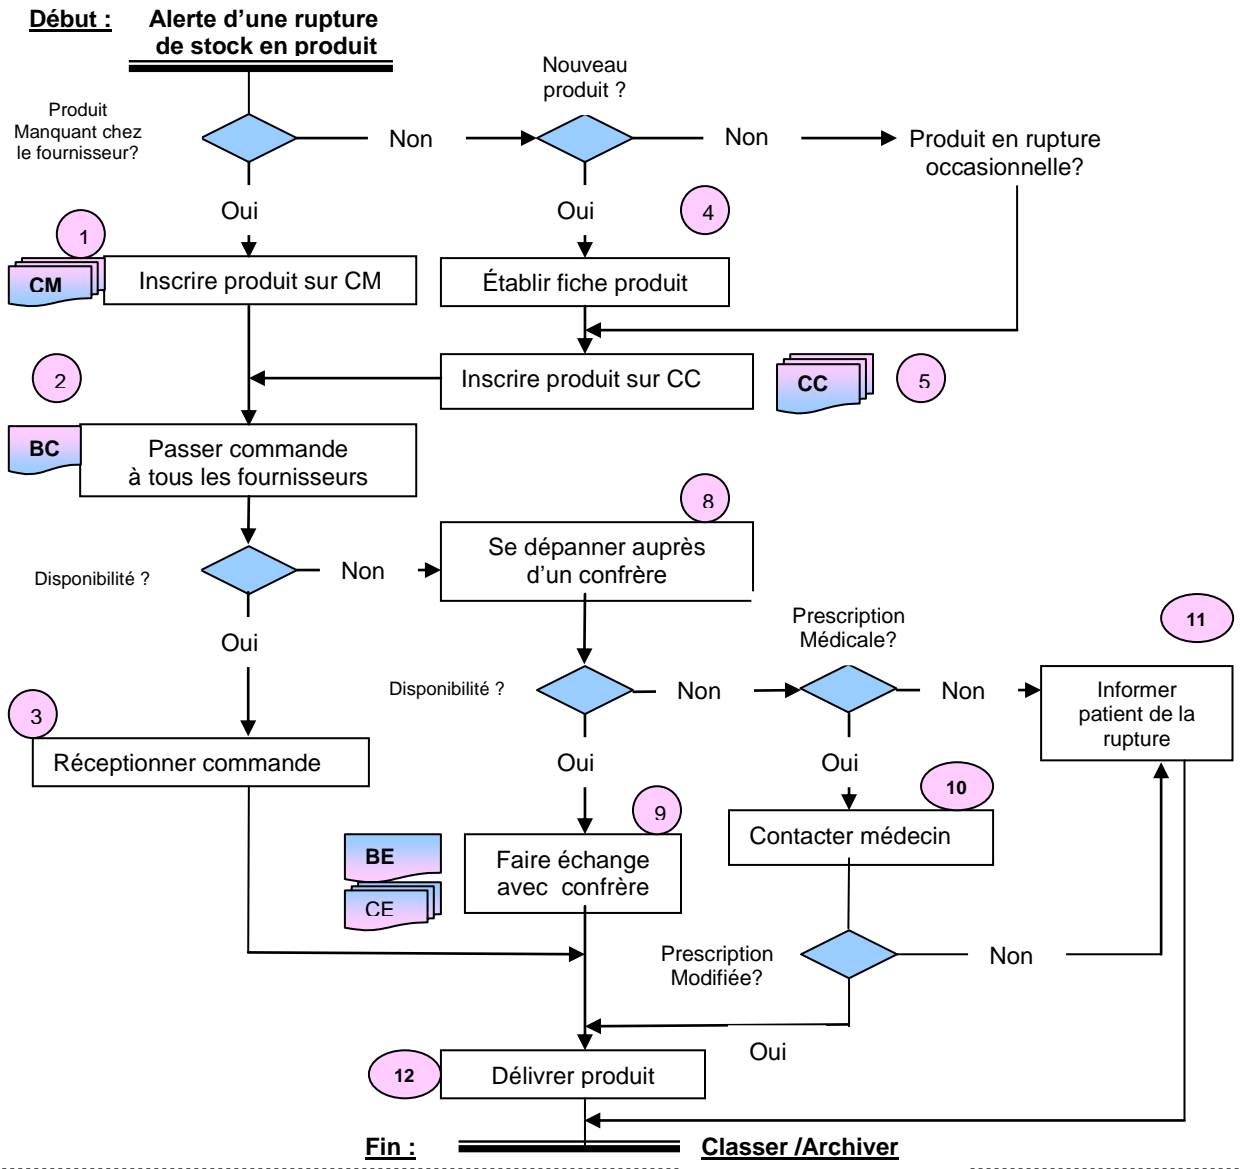 Début :
Alerte d’une rupture
de stock en produit
Nouveau
produit ?
Produit
Manquant chez
le fournisseur?
Non
Non
Produit en rupture
occasionnelle?
Oui
Oui
4
1
CM
Inscrire produit sur CM
Établir fiche produit
2
Inscrire produit sur CC
CC
5
BC
Passer commande
à tous les fournisseurs
8
Se dépanner auprès
d’un confrère
Disponibilité ?
Non
Prescription
Médicale?
11
Oui
Disponibilité ?
Non
Non
Informer
patient de la
rupture
3
Réceptionner commande
Oui
Oui
10
9
Contacter médecin
BE
CE
Faire échange
avec confrère
Prescription
Modifiée?
Non
Oui
12
Délivrer produit
Fin :
Classer /Archiver